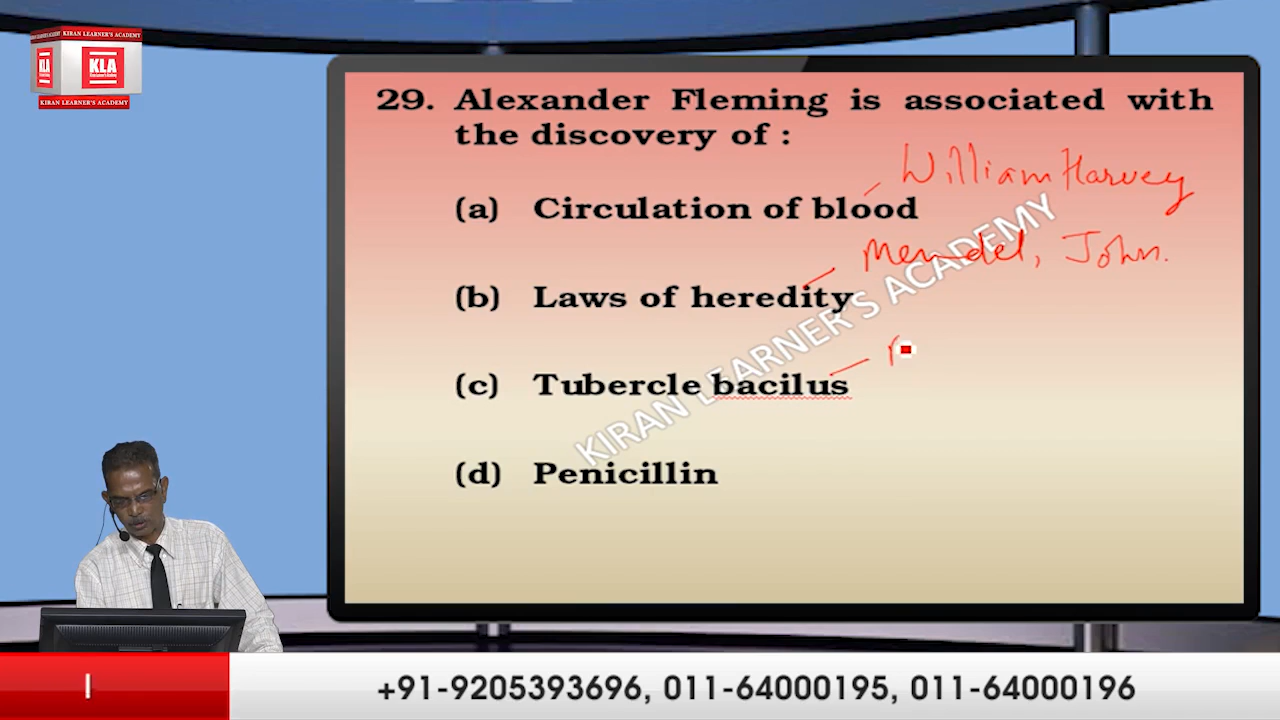 KIRAN LEARNER'S ACADEMY
KLA
KLA
KIRAN LEARNER'S ACADEMY
29. Alexander Fleming is associated with
the discovery of :
William Harvey
(a) Circulation of blood
Mendel, John.
(b) Laws of heredity
(c) Tubercle bacilus
(d) Penicillin
KIRAN LEARNER'S ACADEMY
+91-9205393696, 011-64000195, 011-64000196